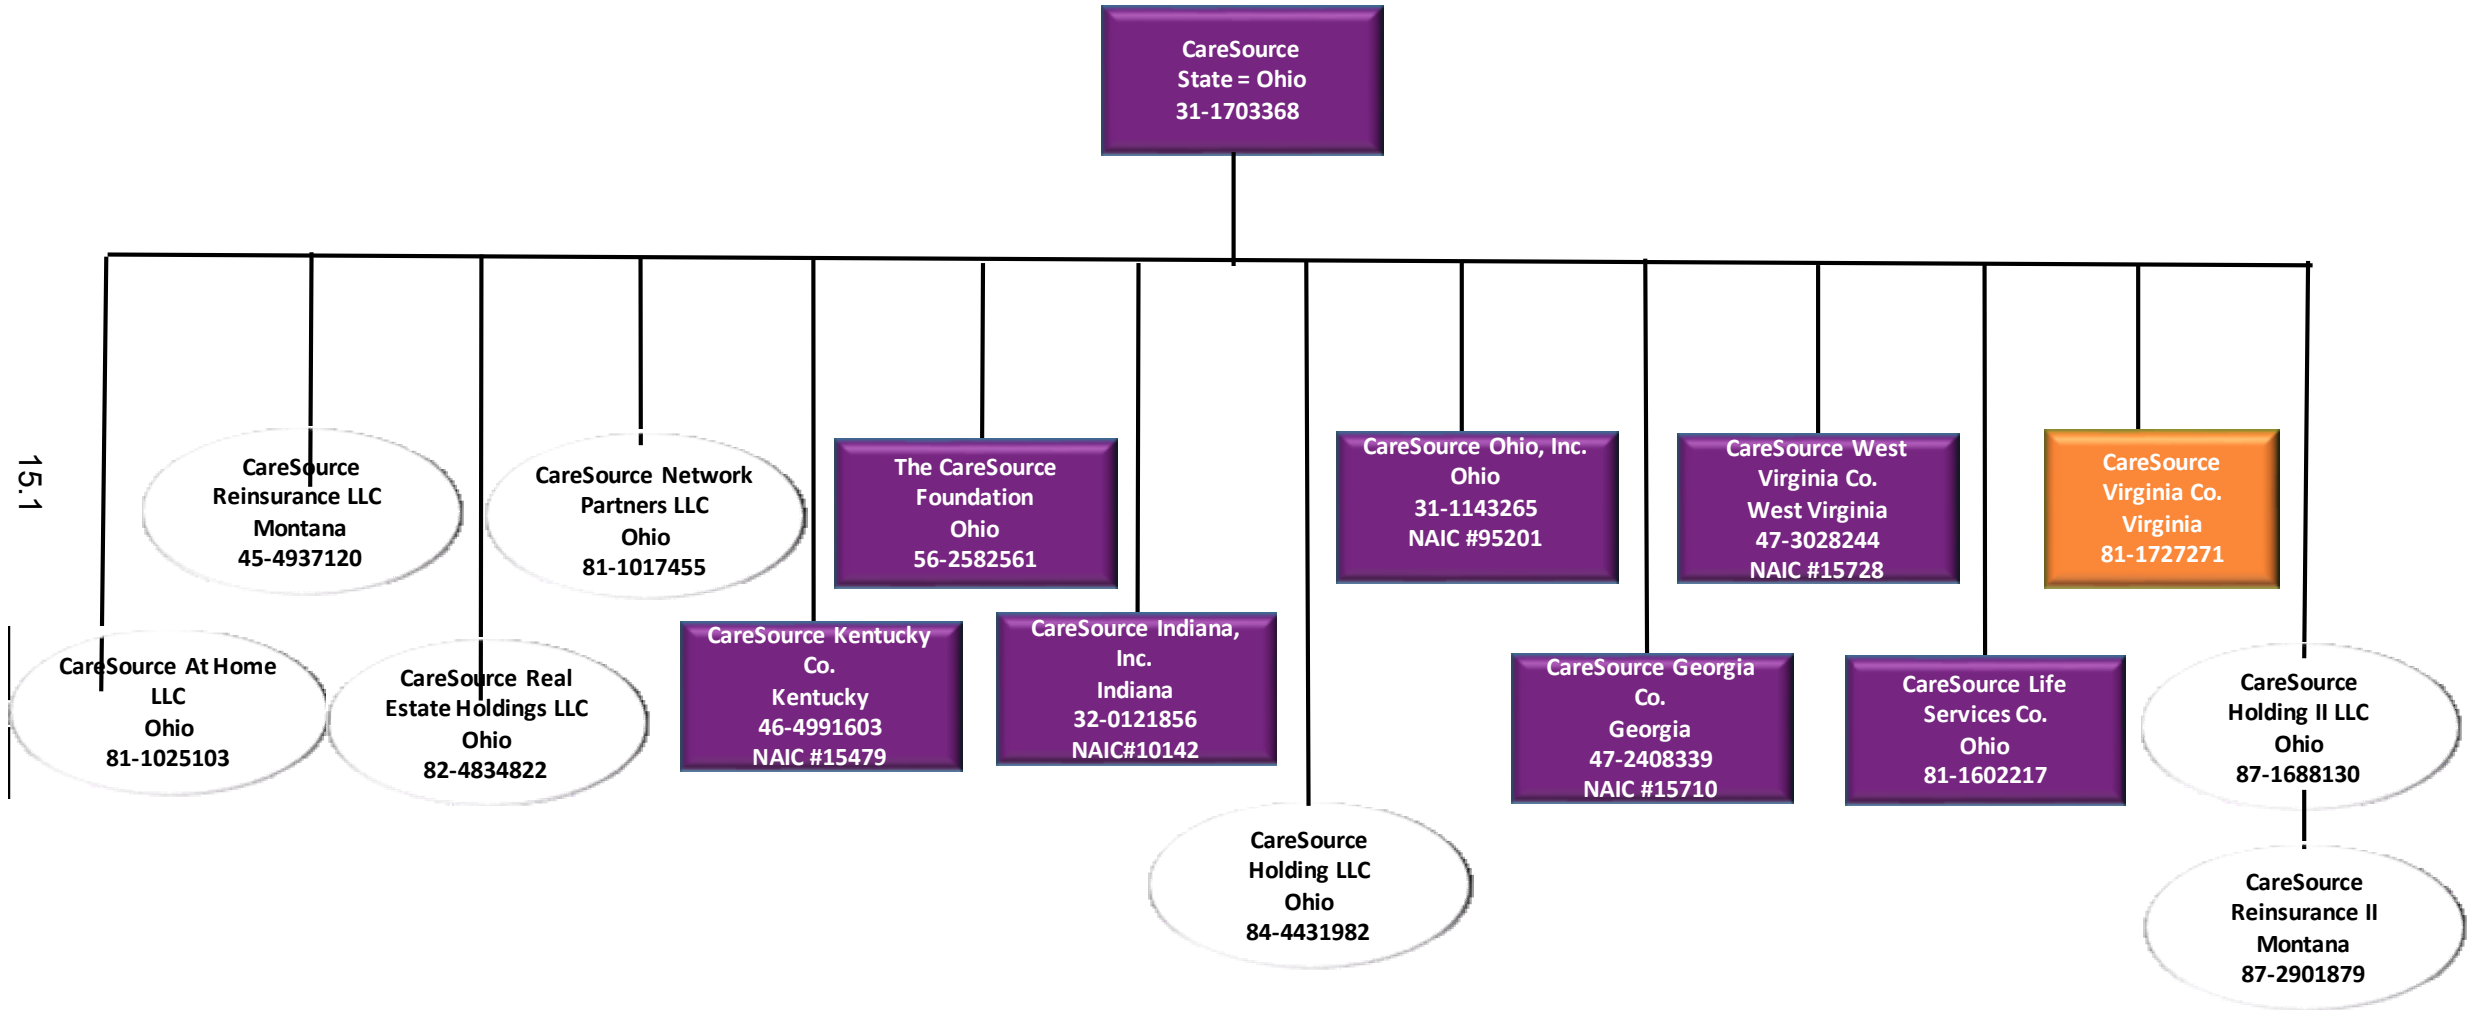 CareSource
State = Ohio
31-1703368
15.1
CareSource
Reinsurance LLC
Montana
45-4937120
CareSource Network
Partners LLC
Ohio
81-1017455
The CareSource
Foundation
Ohio
56-2582561
CareSource Ohio, Inc.
Ohio
31-1143265
NAIC #95201
CareSource West
Virginia Co.
West Virginia
47-3028244
NAIC #15728
CareSource
Virginia Co.
Virginia
81-1727271
CareSource At Home
LLC
Ohio
81-1025103
CareSource Real
Estate Holdings LLC
Ohio
82-4834822
CareSource Kentucky
Co.
Kentucky
46-4991603
NAIC #15479
CareSource Indiana,
Inc.
Indiana
32-0121856
NAIC#10142
CareSource Georgia
Co.
Georgia
47-2408339
NAIC #15710
CareSource Life
Services Co.
Ohio
81-1602217
CareSource
Holding II LLC
Ohio
87-1688130
CareSource
Holding LLC
Ohio
84-4431982
CareSource
Reinsurance II
Montana
87-2901879